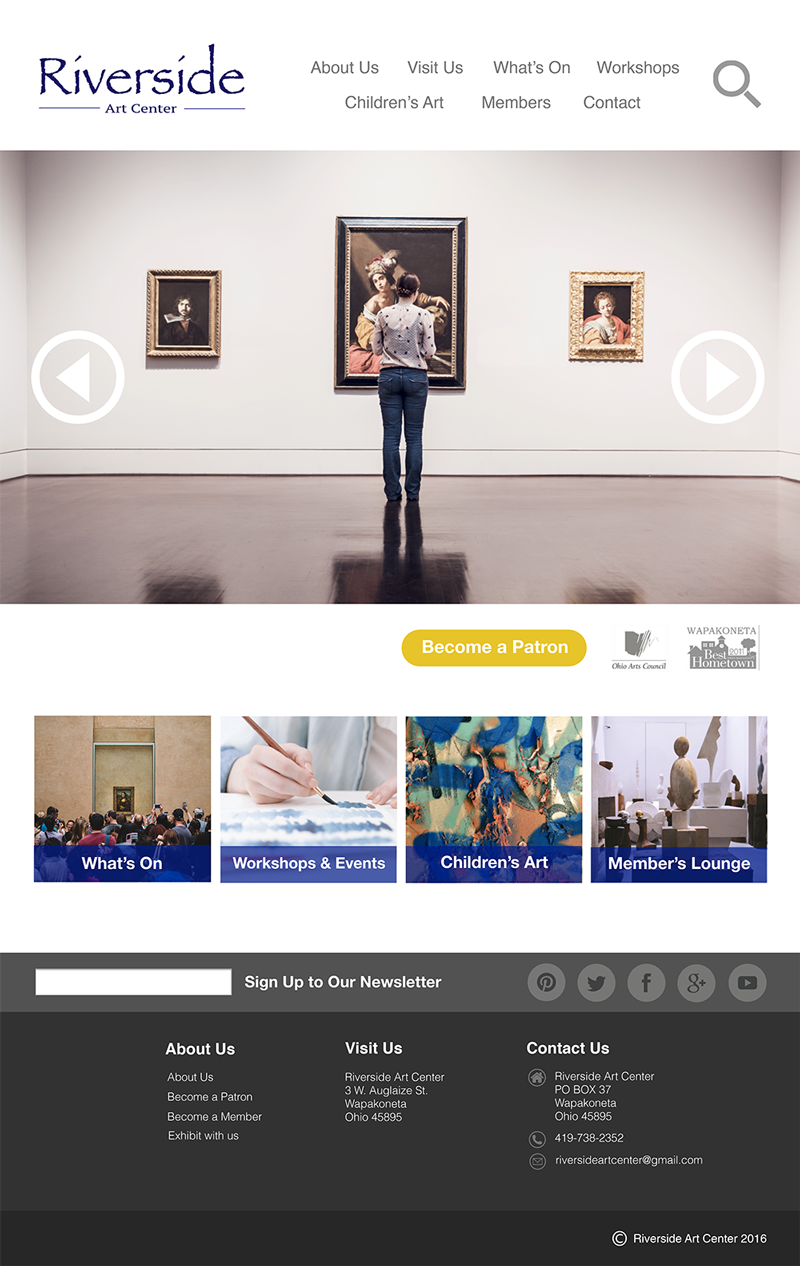 Riverside
Art Center
About Us Visit Us What's On Workshops
Children's Art Members Contact
Become a Patron
Ohio Arts Council
WAPAKONETA
Best
2011
Hometown
What's On
Workshops & Events
Children's Art
Member's Lounge
Sign Up to Our Newsletter
About Us
About Us
Become a Patron
Become a Member
Exhibit with us
Visit Us
Riverside Art Center
3 W. Auglaize St.
Wapakoneta
Ohio 45895
Contact Us
Riverside Art Center
PO BOX 37
Wapakoneta
Ohio 45895
419-738-2352
riversideartcenter@gmail.com
© Riverside Art Center 2016